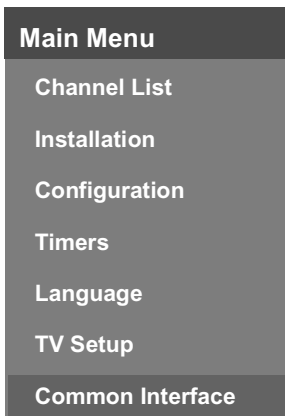 Main Menu
Channel List
Installation
Configuration
Timers
Language
TV Setup
Common Interface